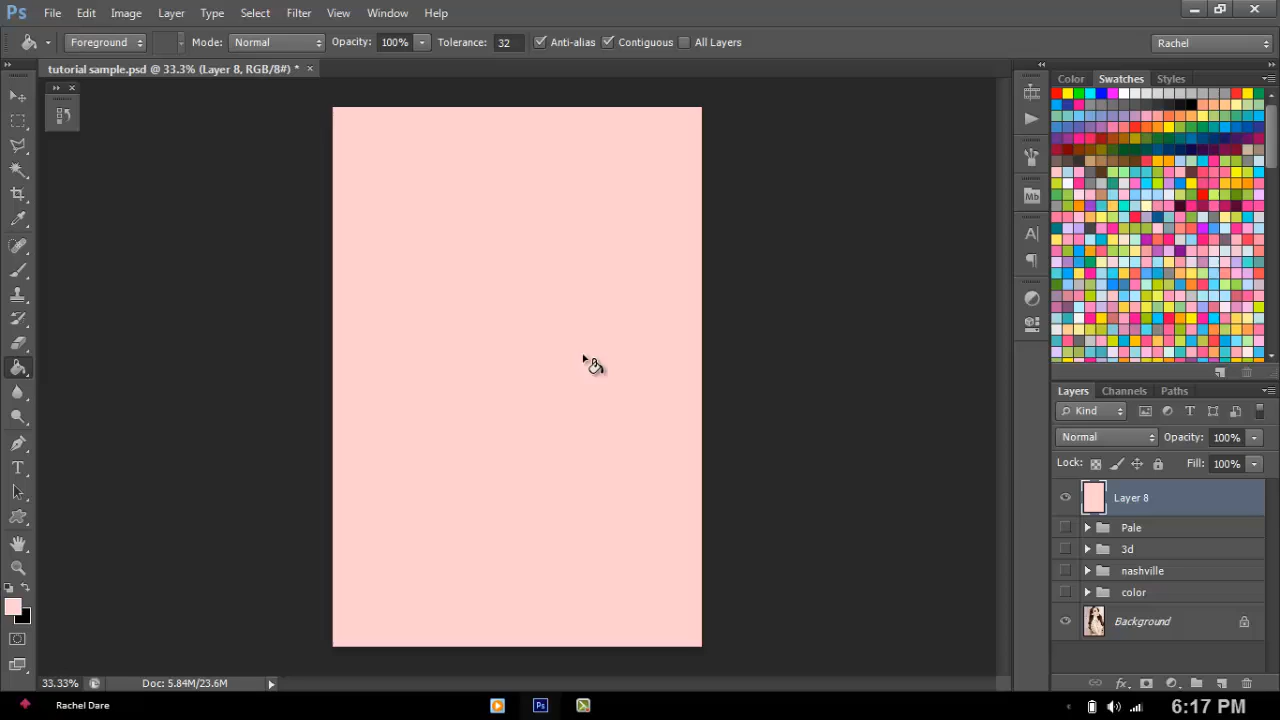 Ps File Edit Image Layer Type Select Filter View Window Help
Foreground Mode: Normal Opacity: 100% Tolerance: 32 Anti-alias Contiguous All Layers Rachel
tutorial sample.psd @ 33.3% (Layer 8, RGB/8#) * ×
Color Swatches Styles
Mb
Layers Channels Paths
Kind
Normal Opacity: 100%
Lock: Fill: 100%
Layer 8
Pale
3d
nashville
color
Background
33.33% Doc: 5.84M/23.6M
fx
Rachel Dare Ps 6:17 PM